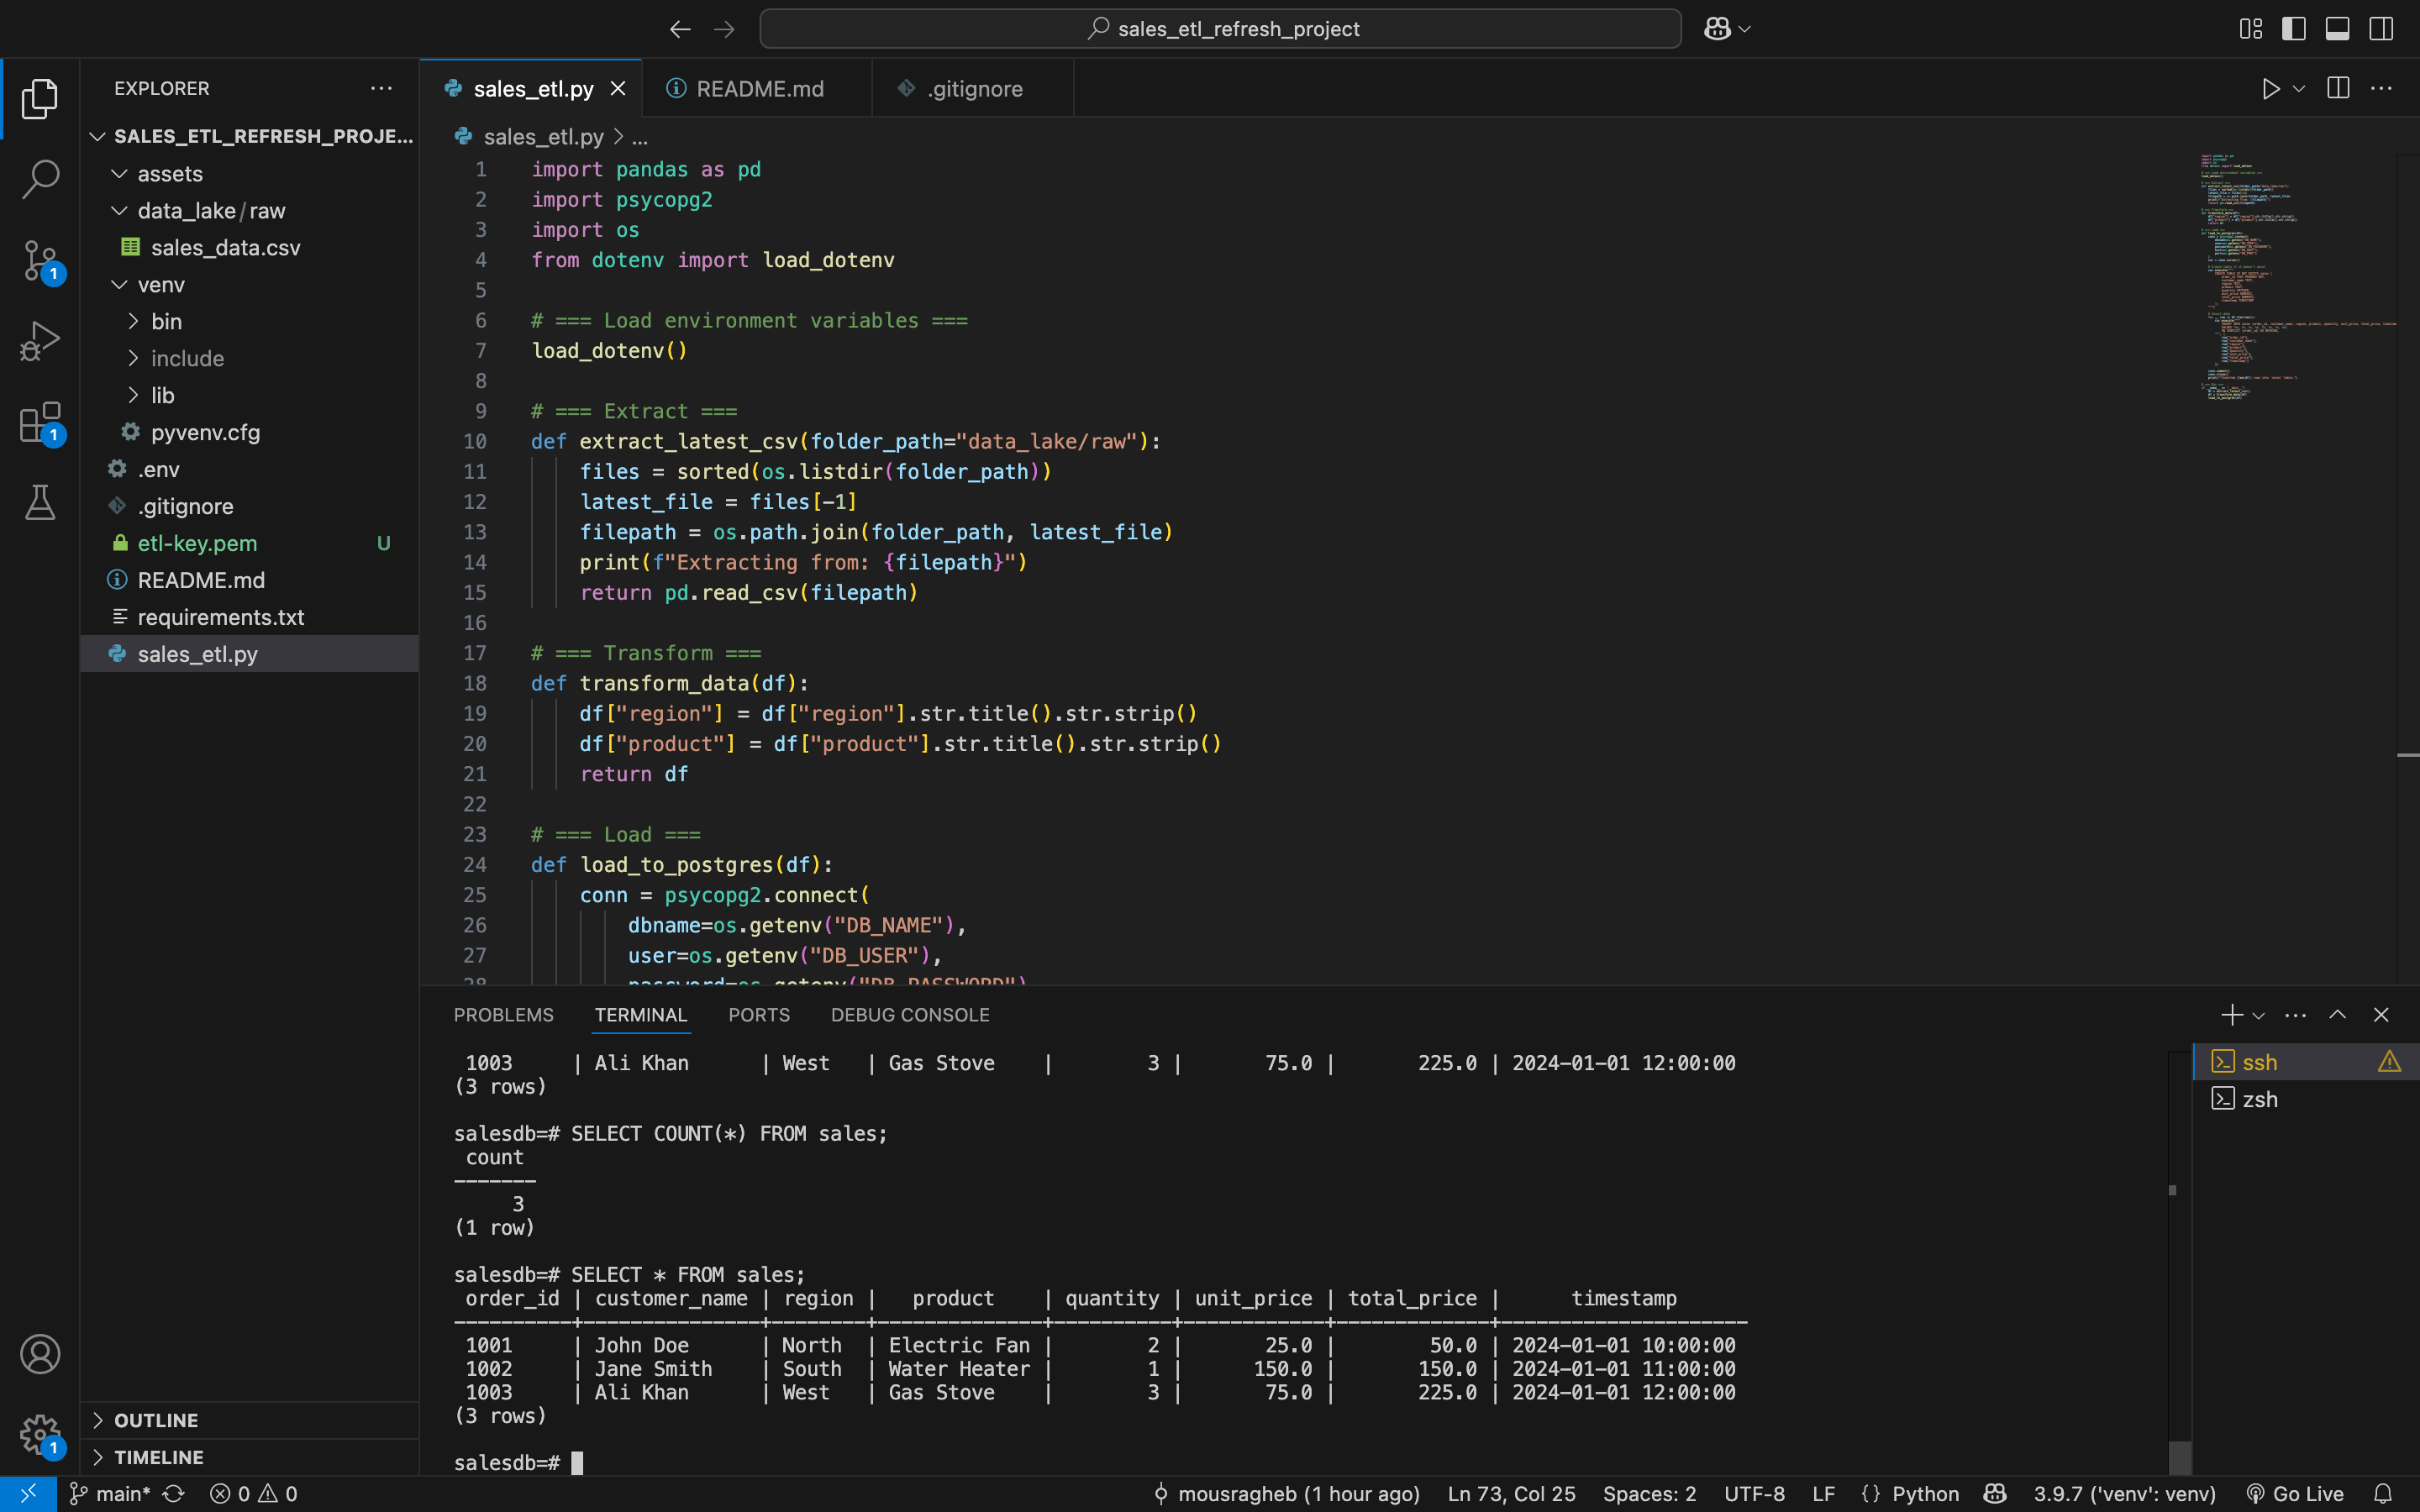 sales_etl_refresh_project
EXPLORER
SALES_ETL_REFRESH_PROJE...
assets
data_lake/raw
sales_data.csv
venv
bin
include
lib
pyvenv.cfg
.env
.gitignore
etl-key.pem U
README.md
requirements.txt
sales_etl.py
OUTLINE
TIMELINE
1
1
1
sales_etl.py
README.md
.gitignore
sales_etl.py > ...
1 import pandas as pd
2 import psycopg2
3 import os
4 from dotenv import load_dotenv
5
6 # === Load environment variables ===
7 load_dotenv()
8
9 # === Extract ===
10 def extract_latest_csv(folder_path="data_lake/raw"):
11 files = sorted(os.listdir(folder_path))
12 latest_file = files[-1]
13 filepath = os.path.join(folder_path, latest_file)
14 print(f"Extracting from: {filepath}")
15 return pd.read_csv(filepath)
16
17 # === Transform ===
18 def transform_data(df):
19 df["region"] = df["region"].str.title().str.strip()
20 df["product"] = df["product"].str.title().str.strip()
21 return df
22
23 # === Load ===
24 def load_to_postgres(df):
25 conn = psycopg2.connect(
26 dbname=os.getenv("DB_NAME"),
27 user=os.getenv("DB_USER"),
28 password=os.getenv("DB_PASSWORD")
PROBLEMS TERMINAL PORTS DEBUG CONSOLE
1003 | Ali Khan | West | Gas Stove | 3 | 75.0 | 225.0 | 2024-01-01 12:00:00
(3 rows)
salesdb=# SELECT COUNT(*) FROM sales;
count
-------
3
(1 row)
salesdb=# SELECT * FROM sales;
order_id | customer_name | region | product | quantity | unit_price | total_price | timestamp
----------+---------------+--------+--------------+----------+------------+-------------+---------------------
1001 | John Doe | North | Electric Fan | 2 | 25.0 | 50.0 | 2024-01-01 10:00:00
1002 | Jane Smith | South | Water Heater | 1 | 150.0 | 150.0 | 2024-01-01 11:00:00
1003 | Ali Khan | West | Gas Stove | 3 | 75.0 | 225.0 | 2024-01-01 12:00:00
(3 rows)
salesdb=#
ssh
zsh
main* 0 0 mousragheb (1 hour ago) Ln 73, Col 25 Spaces: 2 UTF-8 LF {} Python 3.9.7 ('venv': venv) Go Live